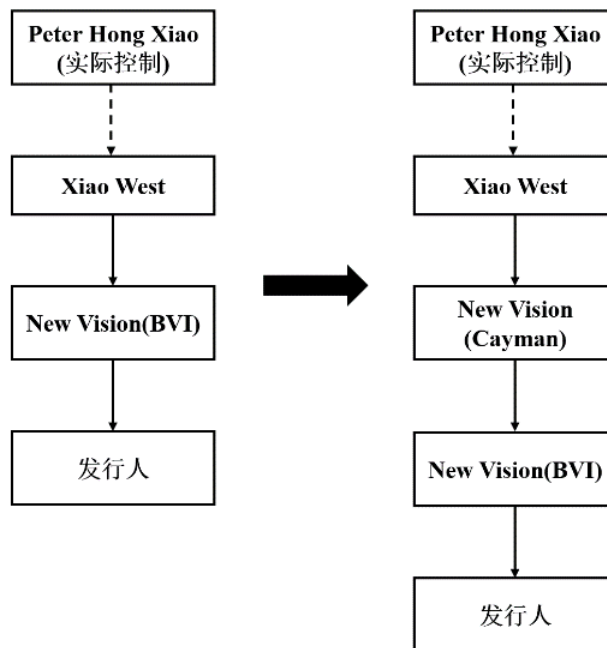 Peter Hong Xiao
(实际控制)
Xiao West
New Vision(BVI)
发行人
Peter Hong Xiao
(实际控制)
Xiao West
New Vision
(Cayman)
New Vision(BVI)
发行人